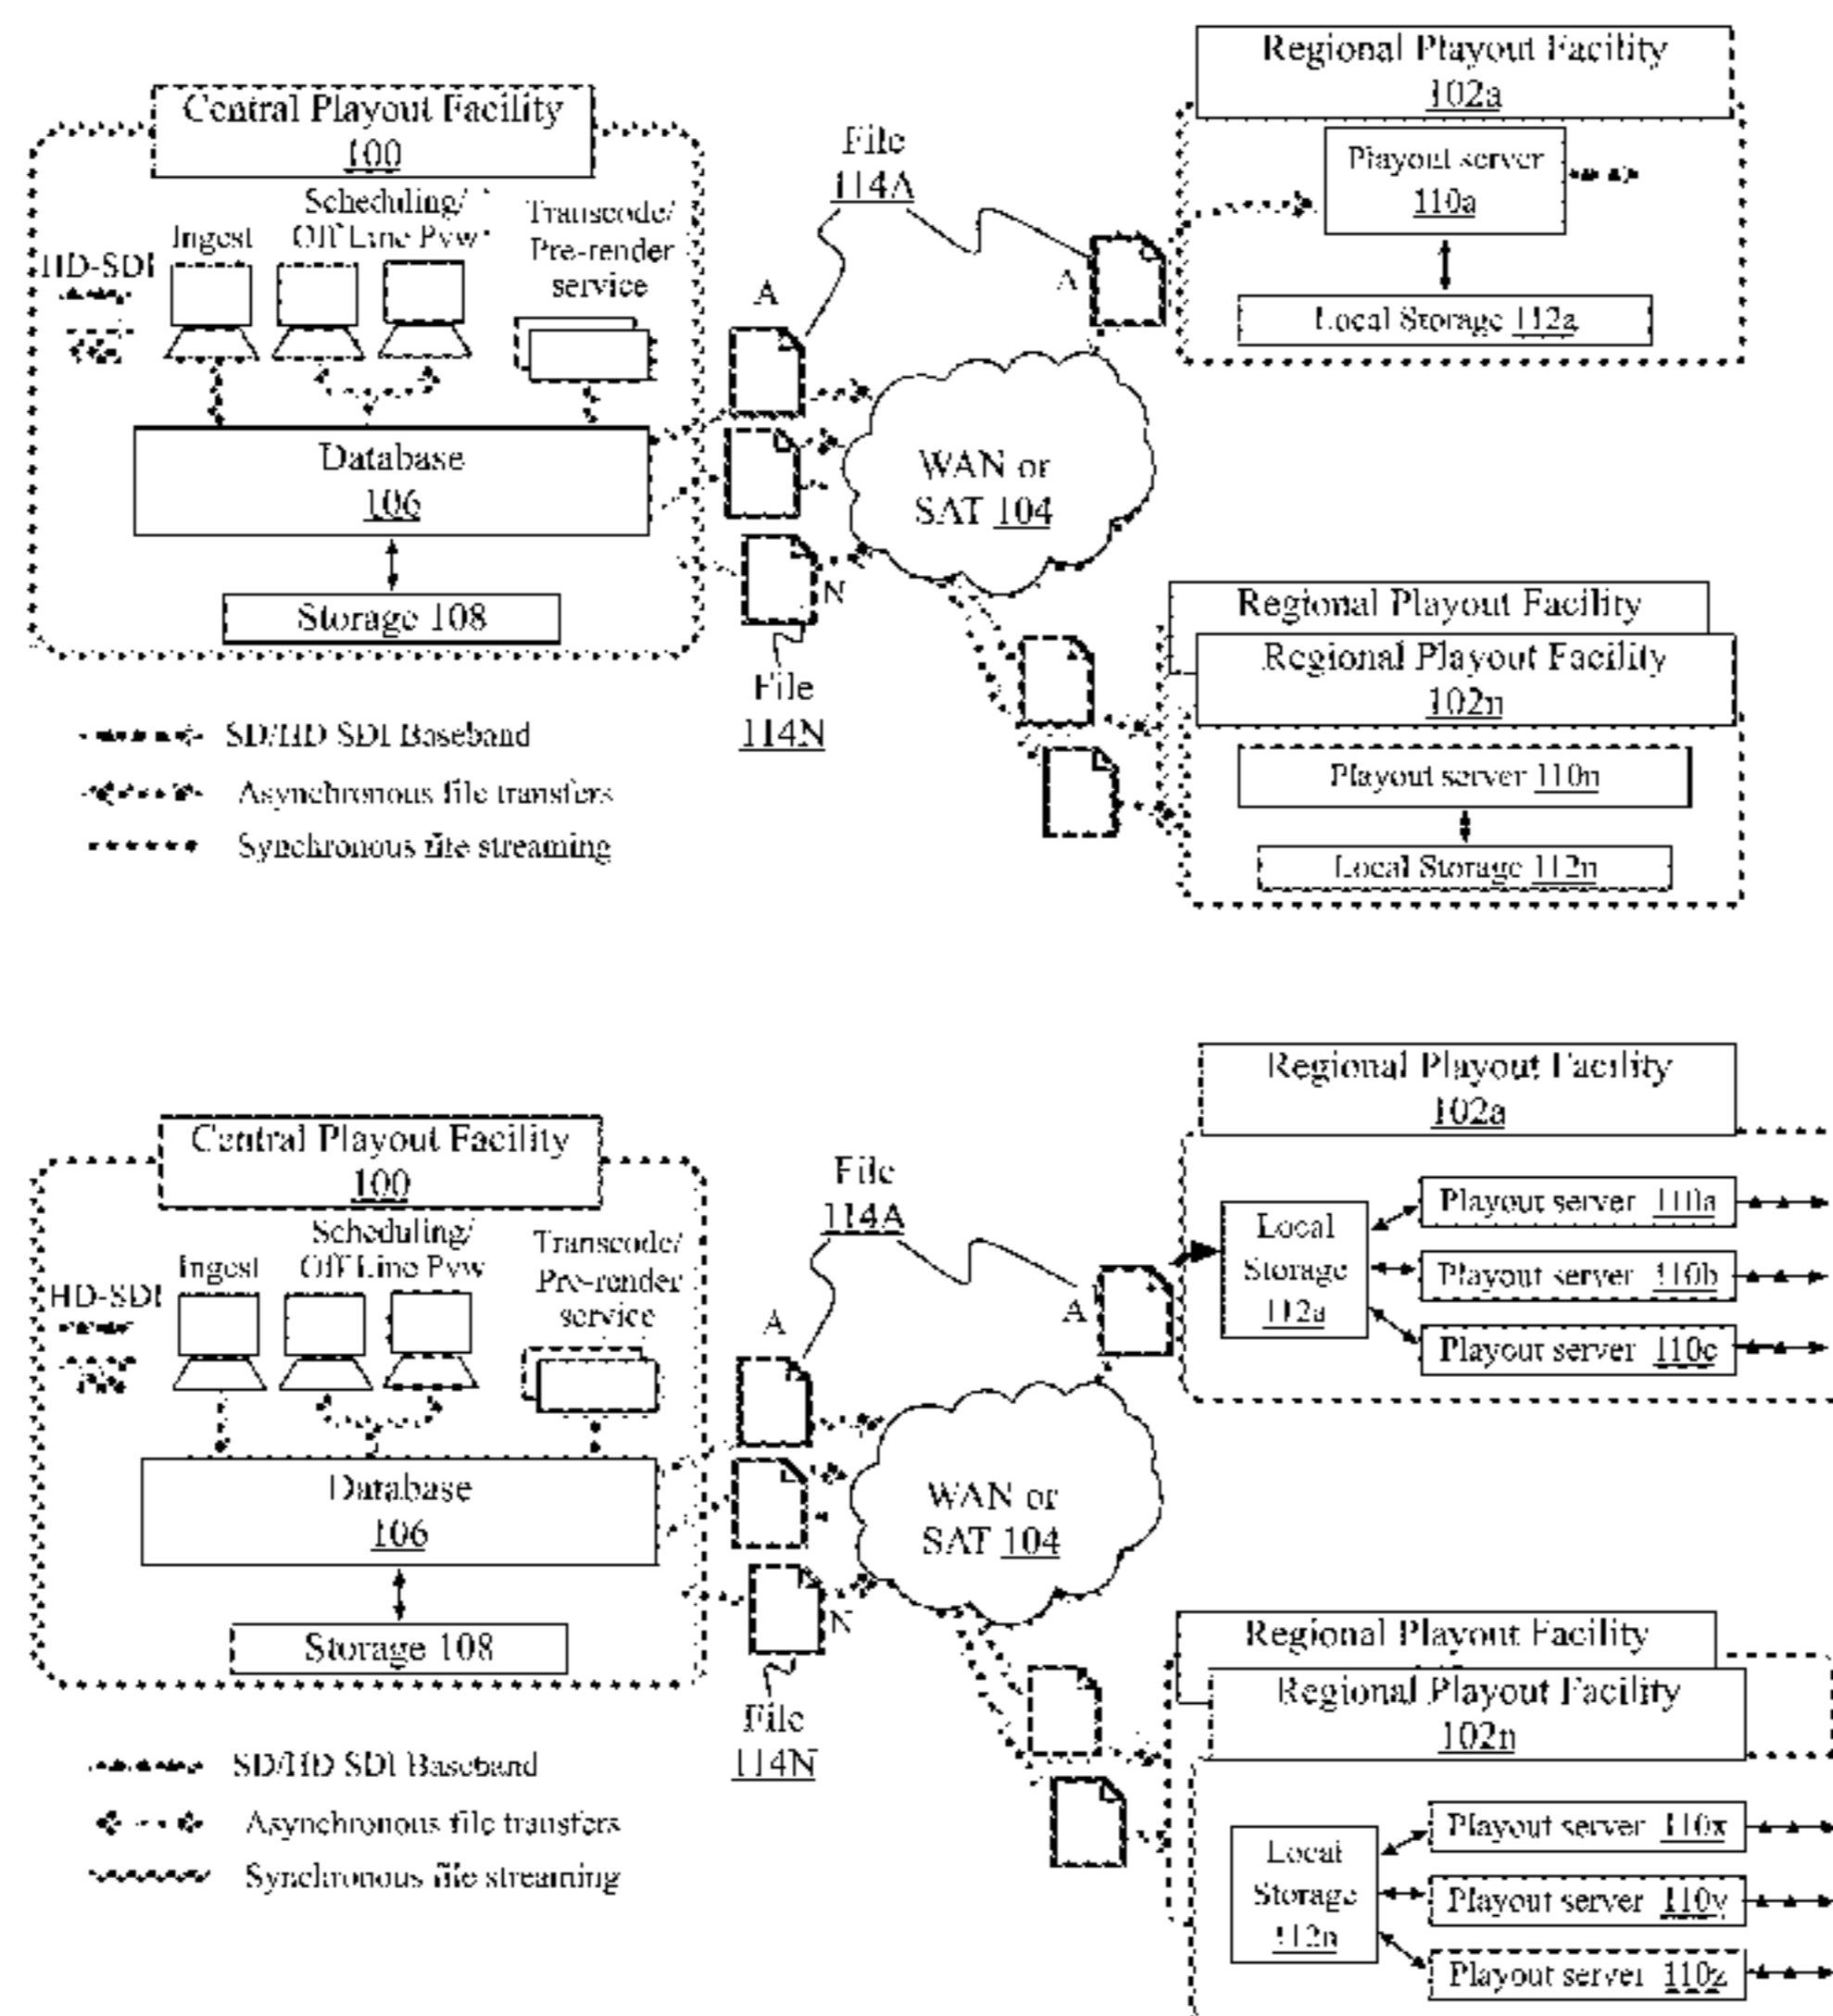 Central Playout Facility
100
HD-SDI
Ingest
Scheduling/
Off Line Pvw
Transcode/
Pre-render
service
Database
106
Storage 108
File
114A
A
A
N
File
114N
WAN or
SAT 104
Regional Playout Facility
102a
Playout server
110a
Local Storage 112a
Regional Playout Facility
Regional Playout Facility
102n
Playout server 110n
Local Storage 112n
SD/HD SDI Baseband
Asynchronous file transfers
Synchronous file streaming
Central Playout Facility
100
HD-SDI
Ingest
Scheduling/
Off Line Pvw
Transcode/
Pre-render
service
Database
106
Storage 108
File
114A
A
A
N
File
114N
WAN or
SAT 104
Regional Playout Facility
102a
Local
Storage
112a
Playout server 110a
Playout server 110b
Playout server 110c
Regional Playout Facility
Regional Playout Facility
102n
Local
Storage
112n
Playout server 110x
Playout server 110y
Playout server 110z
SD/HD SDI Baseband
Asynchronous file transfers
Synchronous file streaming